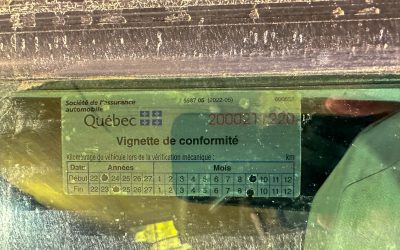 Société de l'assurance
automobile
5987 05 (2022-05)
Québec
Vignette de conformité
Kilométrage du véhicule lors de la vérification mécanique : km
Date Années Mois
Début 22 24 25 26 27 1 2 3 4 5 6 7 8 10 11 12
Fin 22 23 25 26 27 1 2 3 4 5 6 7 8 10 11 12